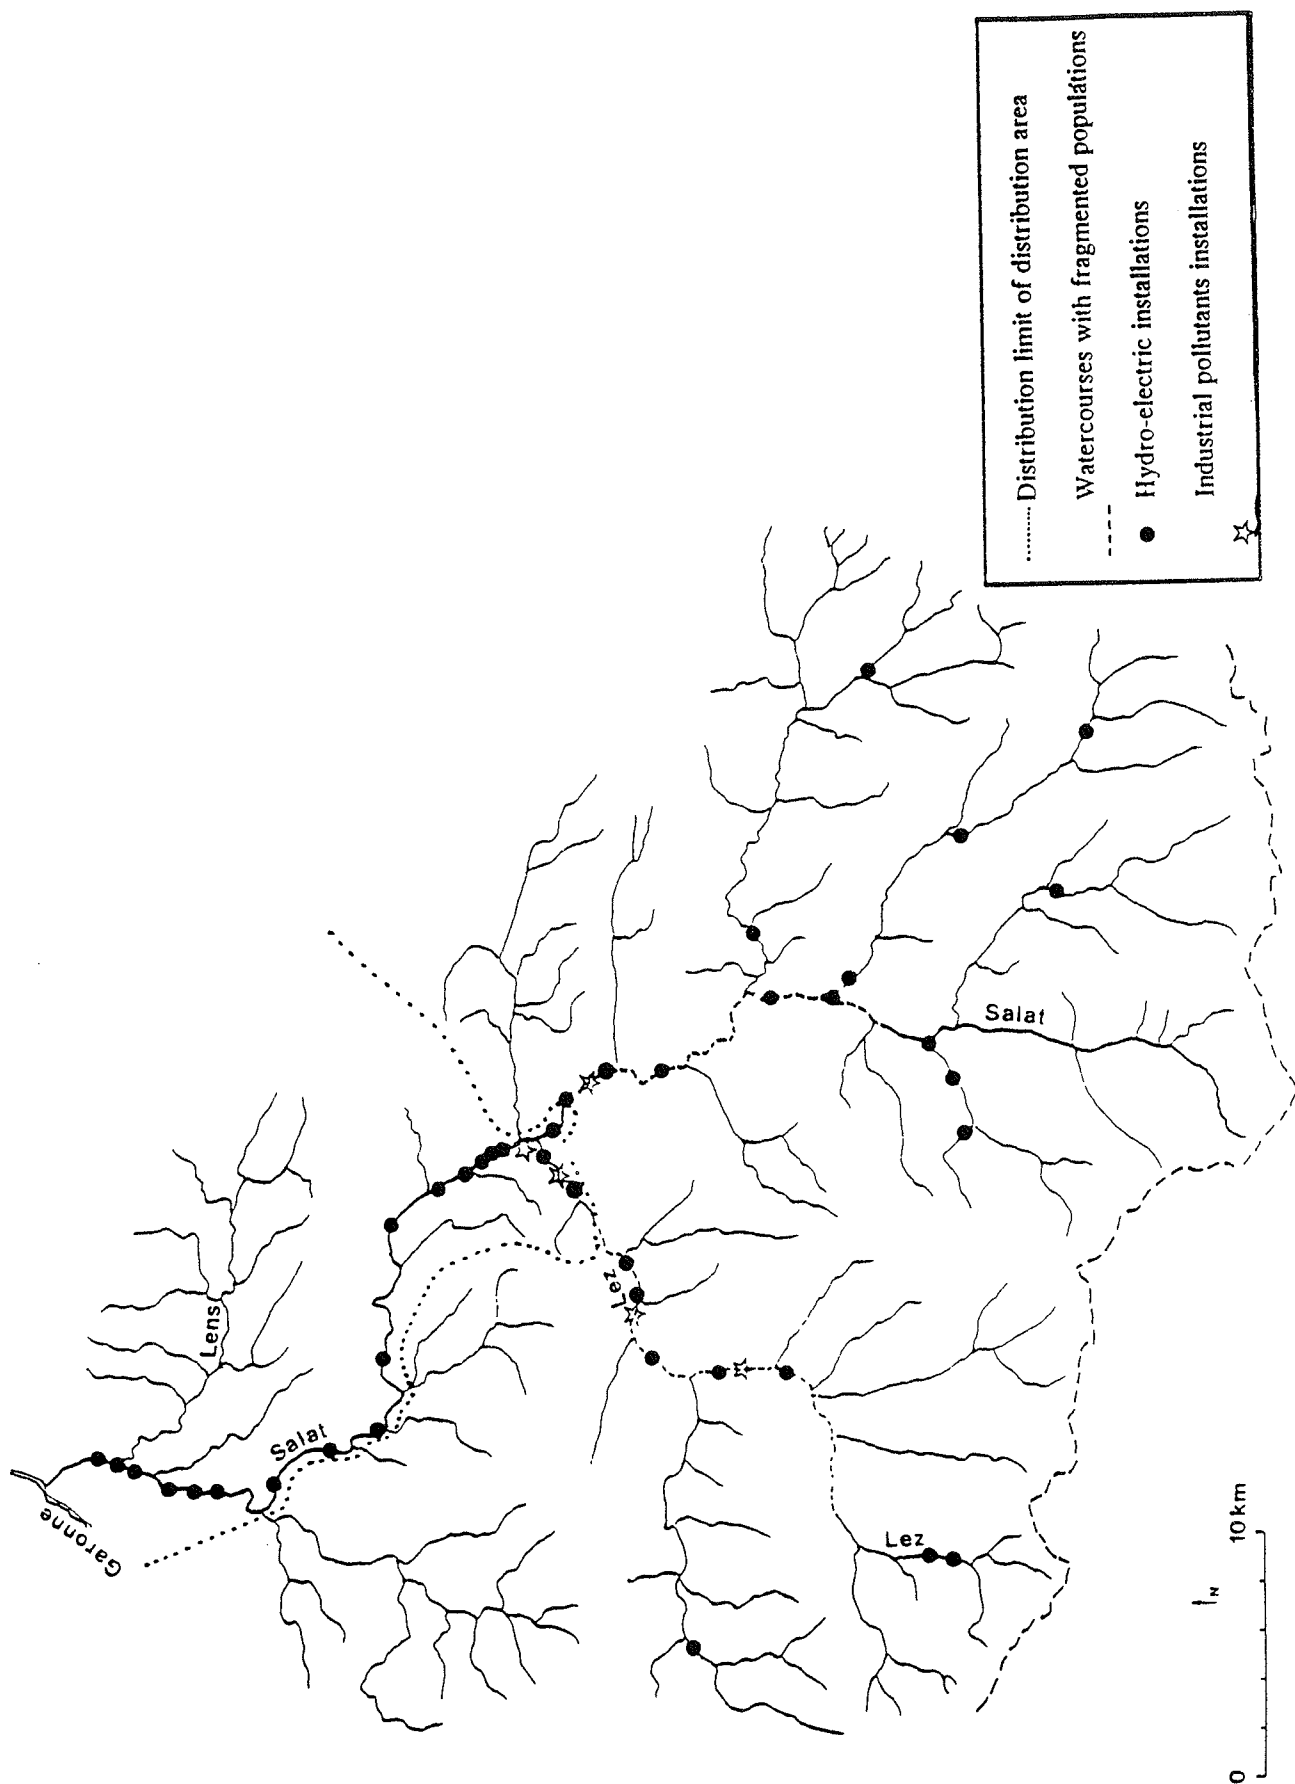 Garonne
Salat
Lens
Lez
Salat
Lez
Distribution limit of distribution area
Watercourses with fragmented populations
Hydro-electric installations
Industrial pollutants installations
N
0 10 km